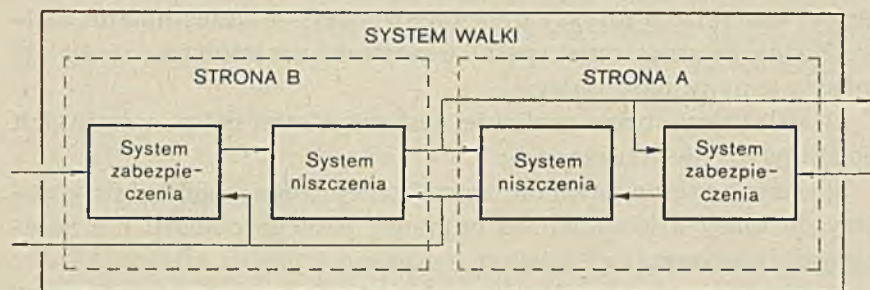 SYSTEM WALKI
STRONA B
STRONA A
System
zabezpie-
czenia
System
niszczenia
System
niszczenia
System
zabezpie-
czenia